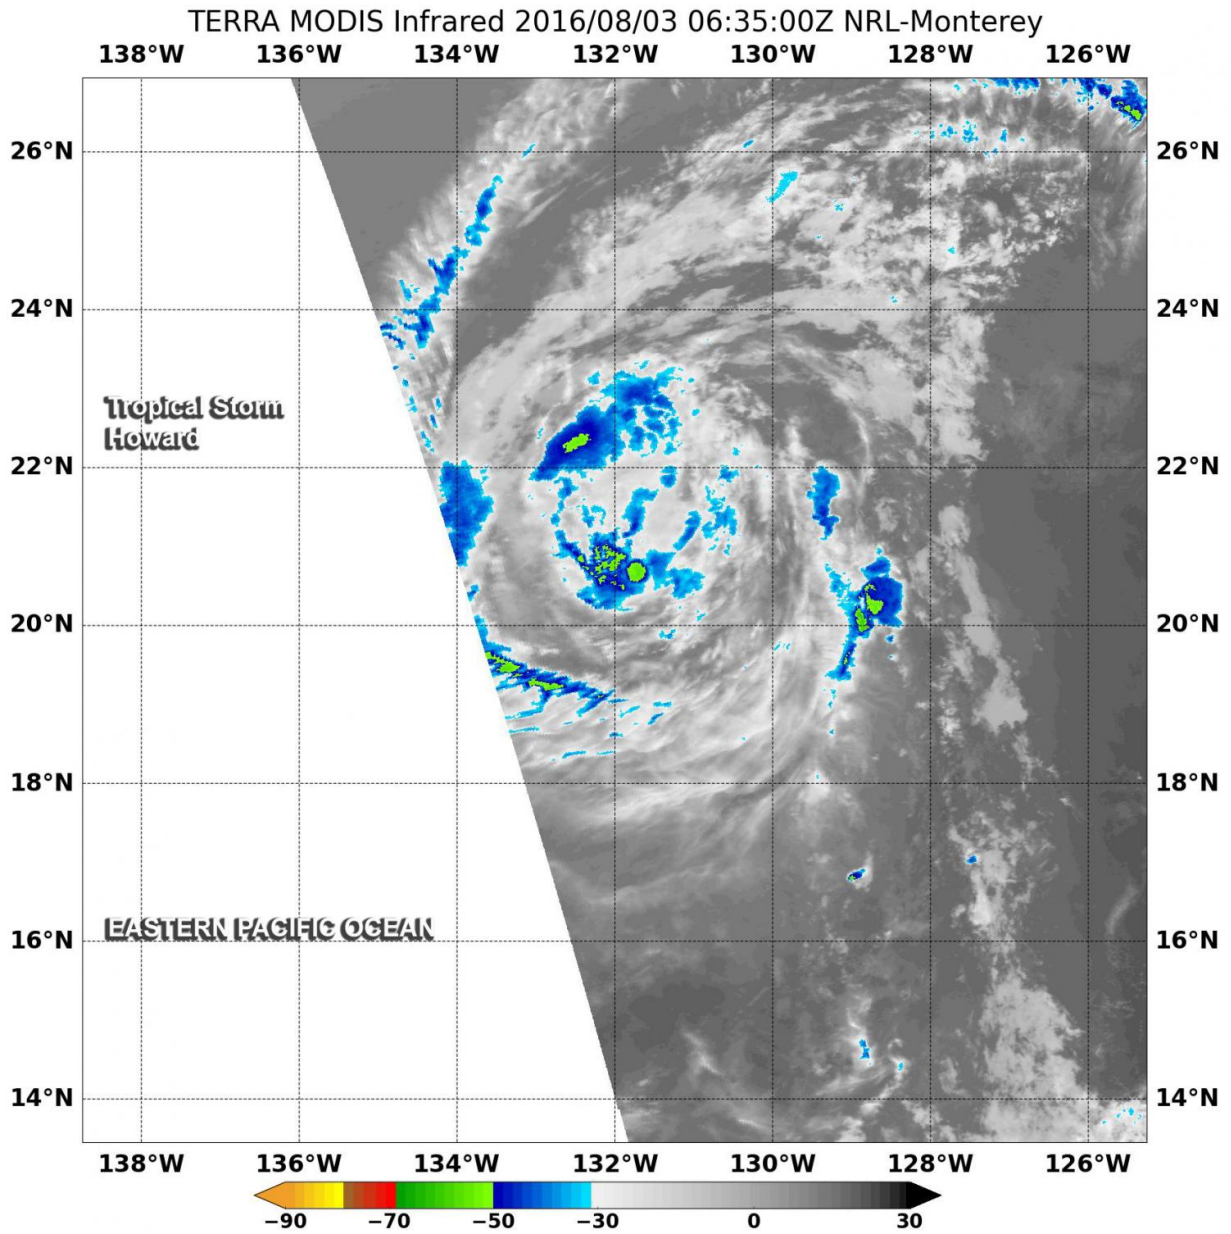 TERRA MODIS Infrared 2016/08/03 06:35:00Z NRL-Monterey
138°W 136°W 134°W 132°W 130°W 128°W 126°W
26°N 26°N
24°N 24°N
Tropical Storm
Howard
22°N 22°N
20°N 20°N
18°N 18°N
EASTERN PACIFIC OCEAN
16°N 16°N
14°N 14°N
138°W 136°W 134°W 132°W 130°W 128°W 126°W
−90 −70 −50 −30 0 30